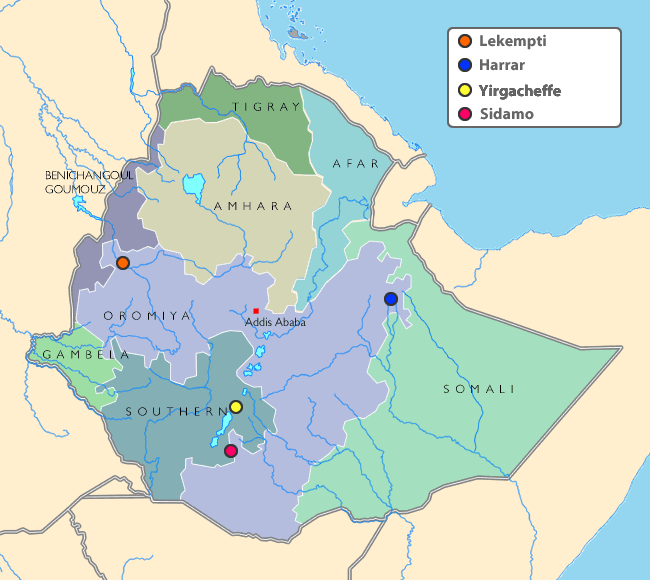 Lekempti
Harrar
Yirgacheffe
Sidamo
TIGRAY
AFAR
BENICHANGOUL
GOUMOUZ
AMHARA
OROMIYA
Addis Ababa
GAMBELA
SOMALI
SOUTHERN